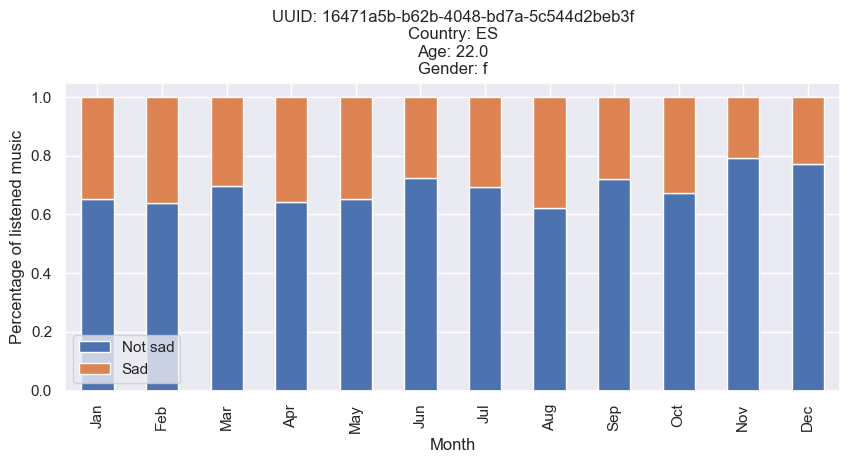 UUID: 16471a5b-b62b-4048-bd7a-5c544d2beb3f
Country: ES
Age: 22.0
Gender: f
Percentage of listened music
1.0
0.8
0.6
0.4
0.2
0.0
Not sad
Sad
Jan Feb Mar Apr May Jun Jul Aug Sep Oct Nov Dec
Month